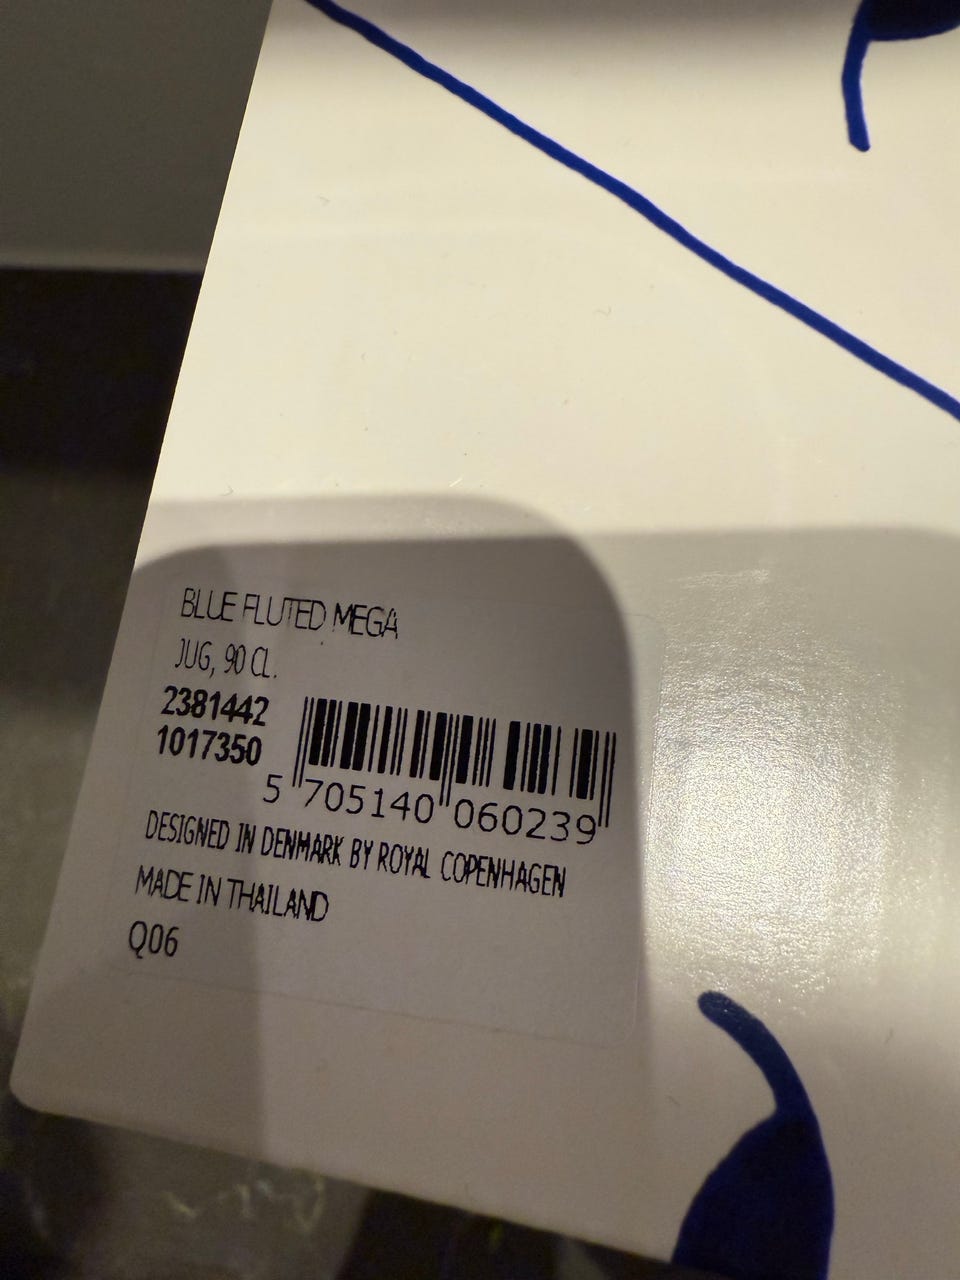 BLUE FLUTED MEGA
JUG, 90 CL.
2381442
1017350
5 705140 060239
DESIGNED IN DENMARK BY ROYAL COPENHAGEN
MADE IN THAILAND
Q06